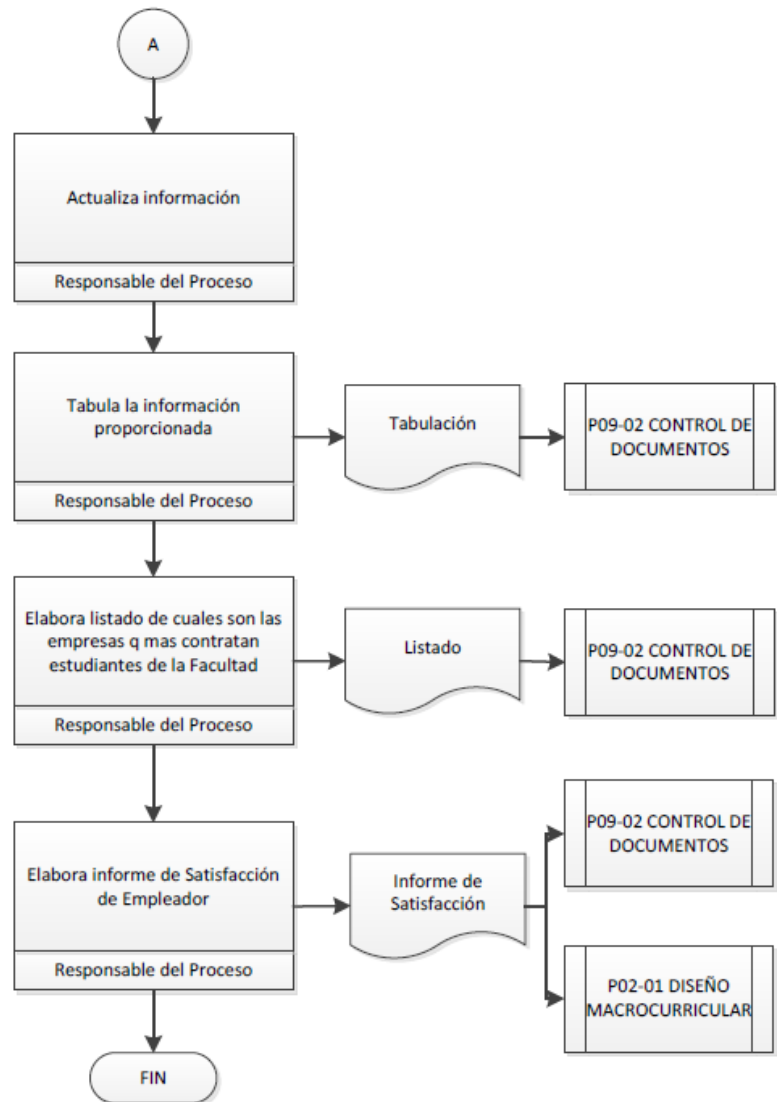 A
Actualiza información
Responsable del Proceso
Tabula la información
proporcionada
Responsable del Proceso
Tabulación
P09-02 CONTROL DE
DOCUMENTOS
Elabora listado de cuales son las
empresas q mas contratan
estudiantes de la Facultad
Responsable del Proceso
Listado
P09-02 CONTROL DE
DOCUMENTOS
Elabora informe de Satisfacción
de Empleador
Responsable del Proceso
Informe de
Satisfacción
P09-02 CONTROL DE
DOCUMENTOS
P02-01 DISEÑO
MACROCURRICULAR
FIN